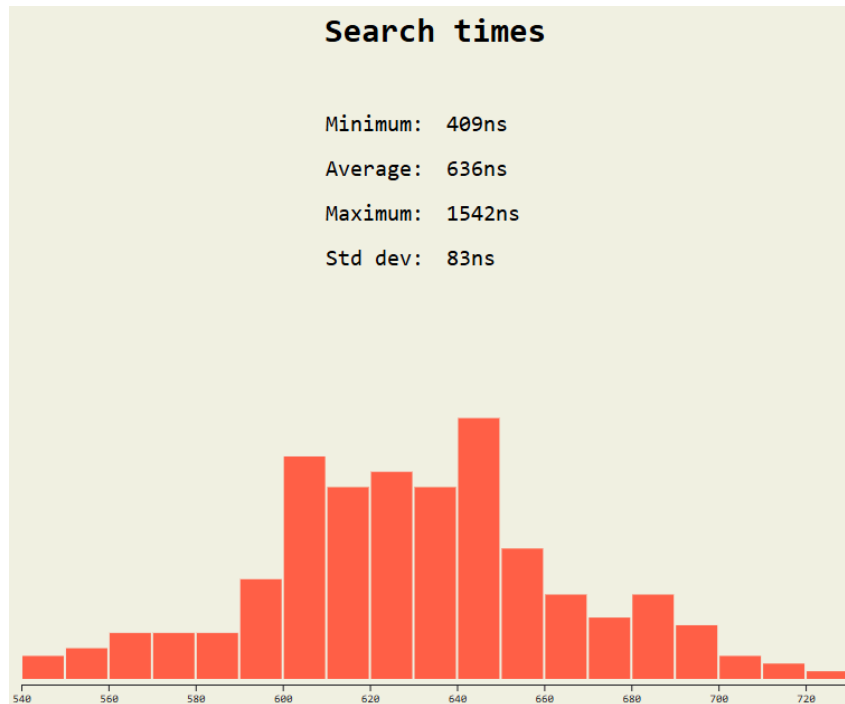 Search times
Minimum: 409ns
Average: 636ns
Maximum: 1542ns
Std dev: 83ns
540 560 580 600 620 640 660 680 700 720